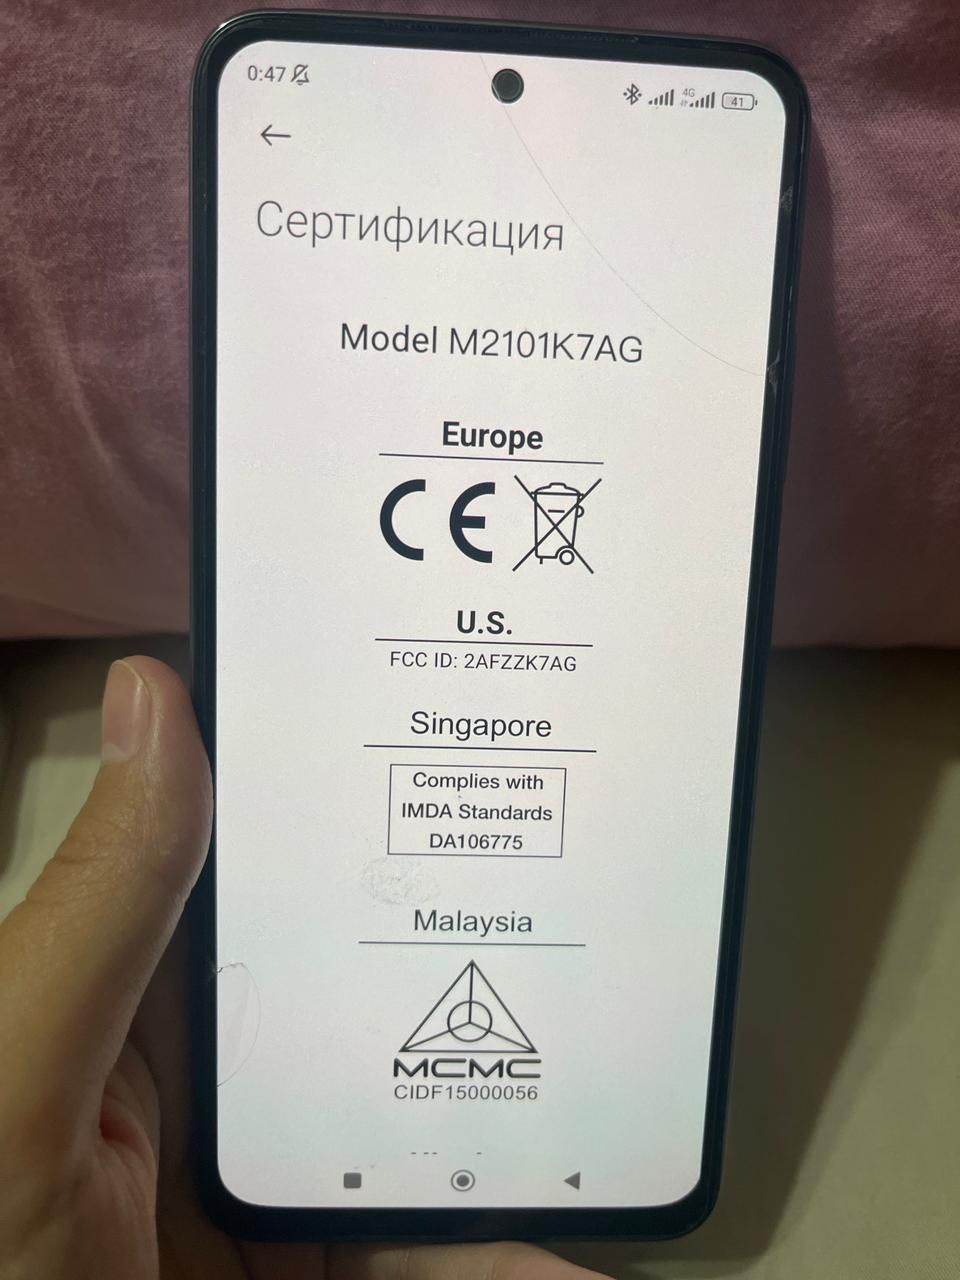 0:47
4G
41
Сертификация
Model M2101K7AG
Europe
CE
U.S.
FCC ID: 2AFZZK7AG
Singapore
Complies with
IMDA Standards
DA106775
Malaysia
MCMC
CIDF15000056